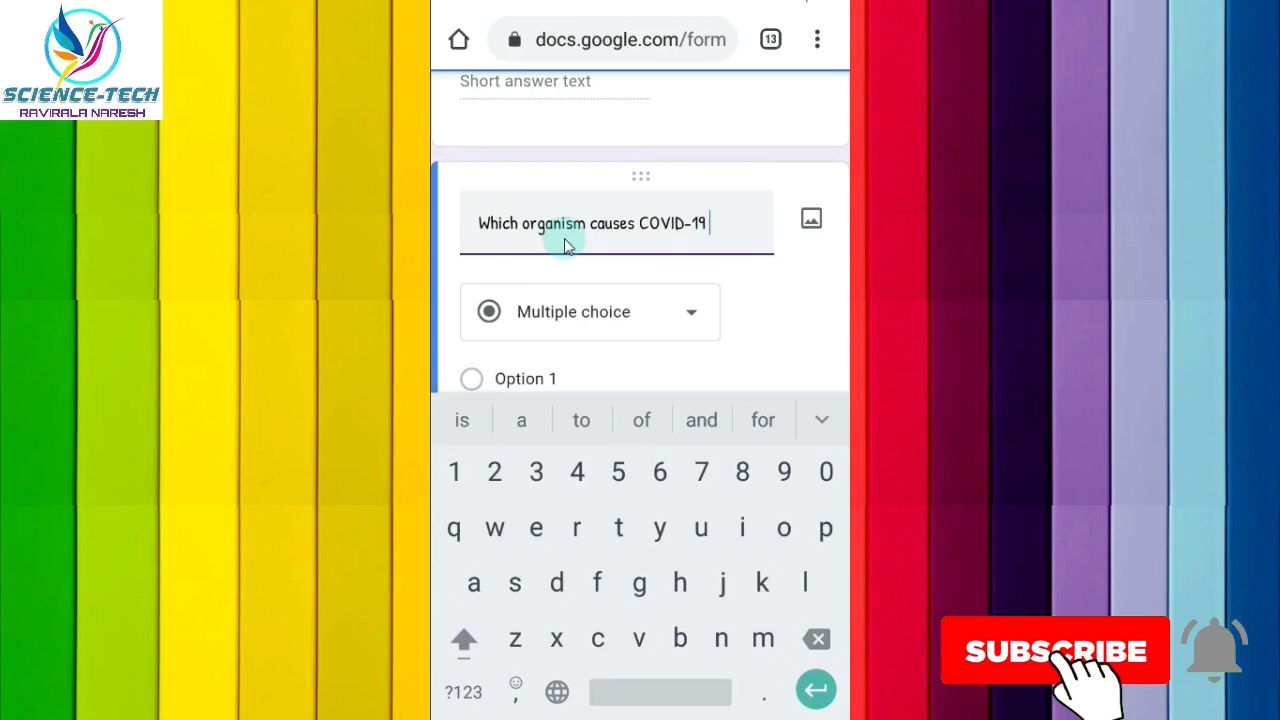 SCIENCE-TECH
RAVIRALA NARESH
docs.google.com/form
13
Short answer text
Which organism causes COVID-19
Multiple choice
Option 1
is a to of and for
1 2 3 4 5 6 7 8 9 0
q w e r t y u i o p
a s d f g h j k l
z x c v b n m
?123 , .
SUBSCRIBE